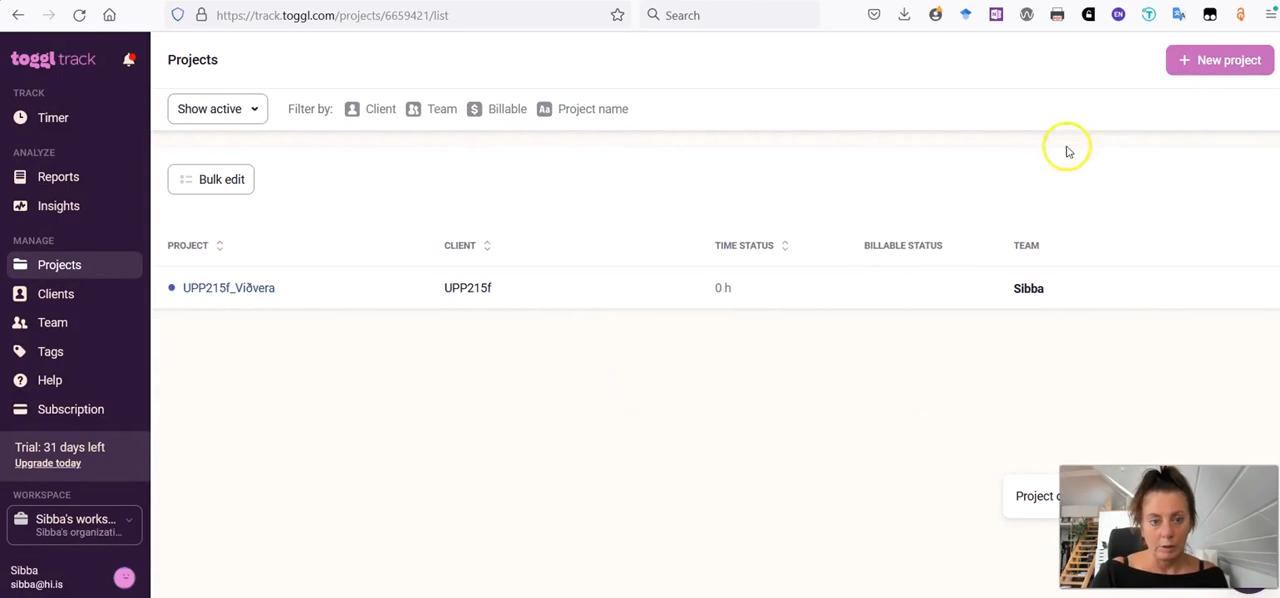 https://track.toggl.com/projects/6659421/list
Search
EN
toggl track
TRACK
Timer
ANALYZE
Reports
Insights
MANAGE
Projects
Clients
Team
Tags
Help
Subscription
Trial: 31 days left
Upgrade today
WORKSPACE
Sibba's works...
Sibba's organizati...
Sibba
sibba@hi.is
Projects
+ New project
Show active
Filter by: Client Team $ Billable Aa Project name
Bulk edit
PROJECT CLIENT TIME STATUS BILLABLE STATUS TEAM
UPP215f_Viðvera UPP215f 0 h Sibba
Project